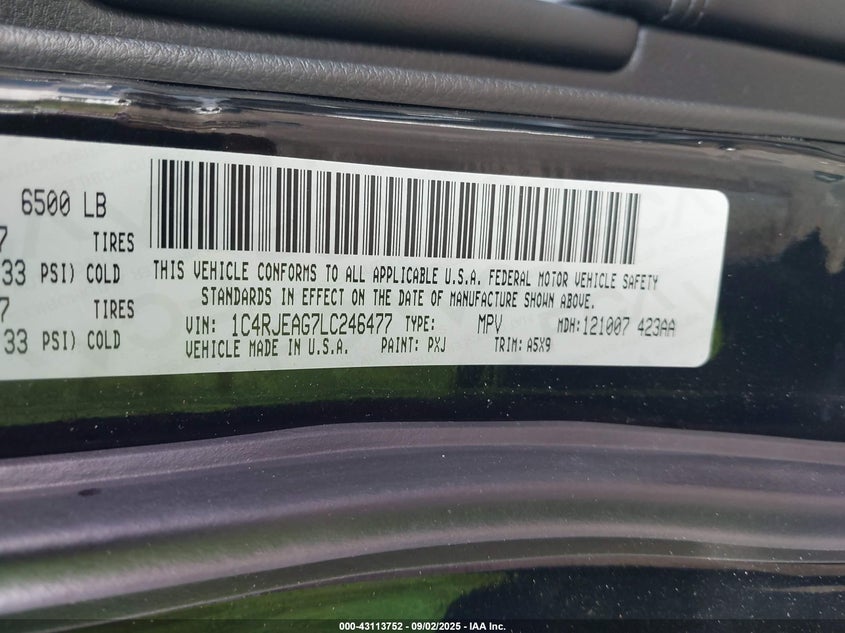 6500 LB
7 TIRES
33 PSI) COLD
7 TIRES
33 PSI) COLD
THIS VEHICLE CONFORMS TO ALL APPLICABLE U.S.A. FEDERAL MOTOR VEHICLE SAFETY
STANDARDS IN EFFECT ON THE DATE OF MANUFACTURE SHOWN ABOVE.
VIN: 1C4RJEAG7LC246477 TYPE: MPV MDH: 121007 423AA
VEHICLE MADE IN U.S.A. PAINT: PXJ TRIM: A5X9
000-43113752 - 09/02/2025 - IAA Inc.